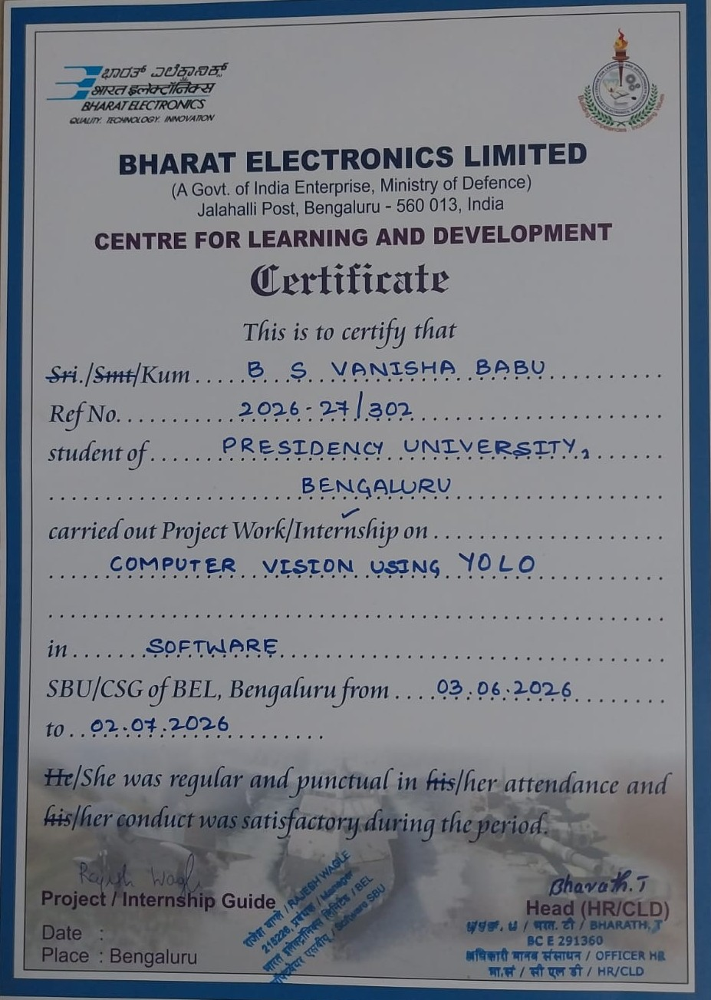 ಭಾರತ್ ಎಲೆಕ್ಟ್ರಾನಿಕ್ಸ್
भारत इलेक्ट्रॉनिक्स
BHARAT ELECTRONICS
QUALITY. TECHNOLOGY. INNOVATION
BHARAT ELECTRONICS LIMITED
(A Govt. of India Enterprise, Ministry of Defence)
Jalahalli Post, Bengaluru - 560 013, India
CENTRE FOR LEARNING AND DEVELOPMENT
Certificate
This is to certify that
Sri./Smt/Kum B S VANISHA BABU
Ref No. 2026-27/302
student of PRESIDENCY UNIVERSITY,
BENGALURU
carried out Project Work/Internship on
COMPUTER VISION USING YOLO
in SOFTWARE
SBU/CSG of BEL, Bengaluru from 03.06.2026
to 02.07.2026
He/She was regular and punctual in his/her attendance and
his/her conduct was satisfactory during the period.
Rajesh Wagle
Project / Internship Guide
Date :
Place : Bengaluru
राजेश वागले / RAJESH WAGLE
215226, प्रबंधक / Manager
भारत इलेक्ट्रॉनिक्स लिमिटेड / BEL
सॉफ्टवेयर एसबीयू / Software SBU
Bharath.T
Head (HR/CLD)
भरत. टी / BHARATH, T
BC E 291360
अधिकारी मानव संसाधन / OFFICER HR
मा.सं / सी एल डी / HR/CLD